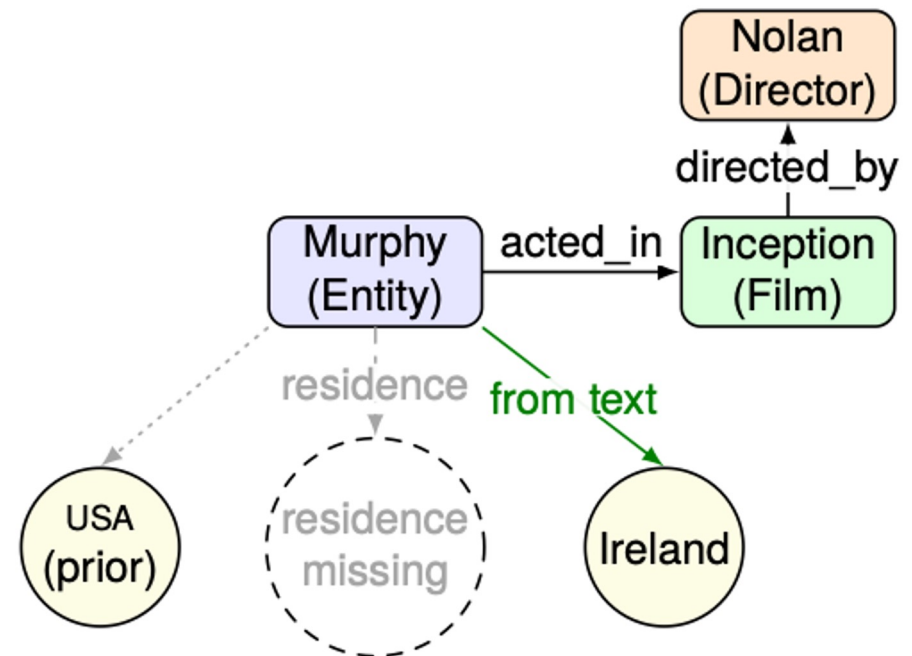 Nolan
(Director)
directed_by
Murphy
(Entity)
acted_in
Inception
(Film)
residence
from text
USA
(prior)
residence
missing
Ireland